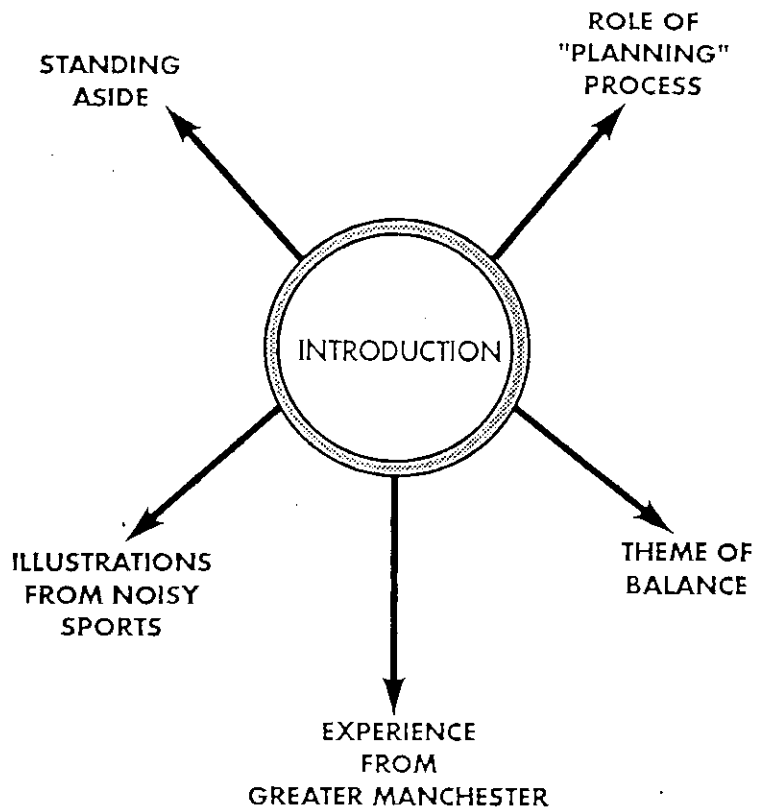 STANDING
ASIDE
ROLE OF
"PLANNING"
PROCESS
INTRODUCTION
ILLUSTRATIONS
FROM NOISY
SPORTS
THEME OF
BALANCE
EXPERIENCE
FROM
GREATER MANCHESTER